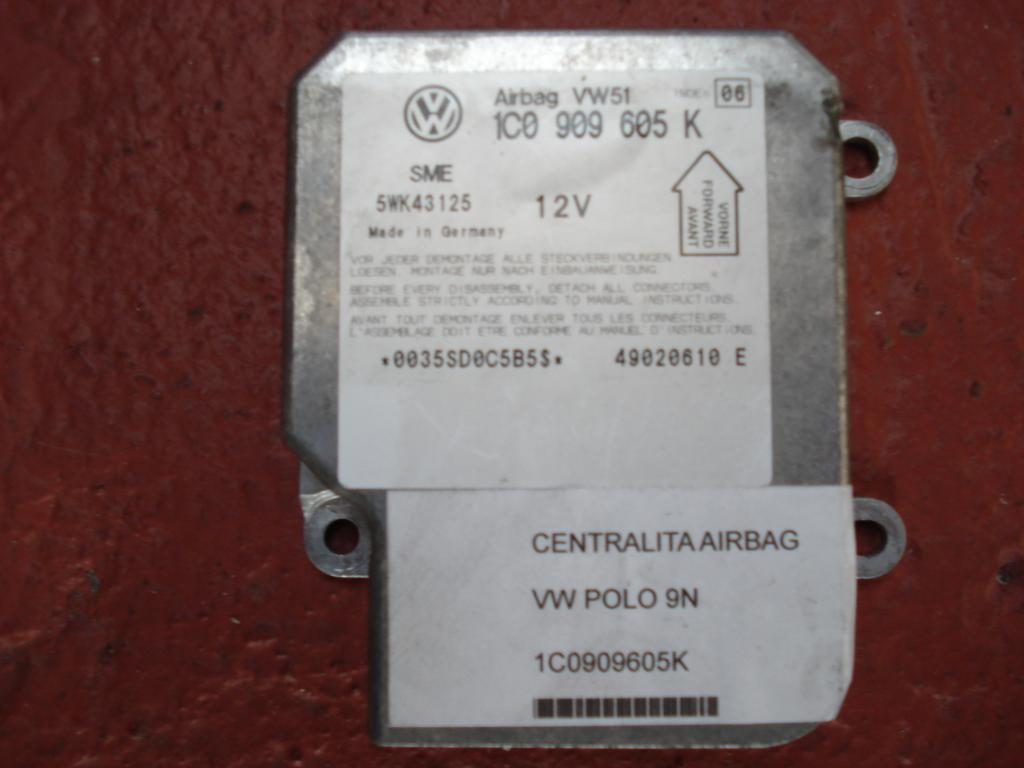 Airbag VW51 INDEX 06
1C0 909 605 K
SME
5WK43125 12V
Made in Germany
VORNE
FORWARD
AVANT
VOR JEDER DEMONTAGE ALLE STECKVERBINDUNGEN
LOESEN. MONTAGE NUR NACH EINBAUANWEISUNG.
BEFORE EVERY DISASSEMBLY, DETACH ALL CONNECTORS.
ASSEMBLE STRICTLY ACCORDING TO MANUAL INSTRUCTIONS.
AVANT TOUT DEMONTAGE ENLEVER TOUS LES CONNECTEURS.
L'ASSEMBLAGE DOIT ETRE CONFORME AU MANUEL D'INSTRUCTIONS.
*0035SD0C5B5$* 49020610 E
CENTRALITA AIRBAG
VW POLO 9N
1C0909605K